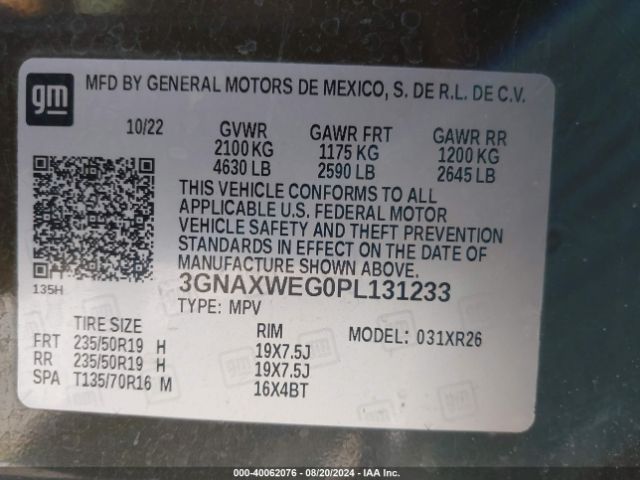 gm
MFD BY GENERAL MOTORS DE MEXICO, S. DE R.L. DE C.V.
10/22 GVWR GAWR FRT GAWR RR
2100 KG 1175 KG 1200 KG
4630 LB 2590 LB 2645 LB
THIS VEHICLE CONFORMS TO ALL
APPLICABLE U.S. FEDERAL MOTOR
VEHICLE SAFETY AND THEFT PREVENTION
STANDARDS IN EFFECT ON THE DATE OF
MANUFACTURE SHOWN ABOVE.
135H
3GNAXWEG0PL131233
TYPE: MPV
TIRE SIZE RIM MODEL: 031XR26
FRT 235/50R19 H 19X7.5J
RR 235/50R19 H 19X7.5J
SPA T135/70R16 M 16X4BT
000-40062076 - 08/20/2024 - IAA Inc.